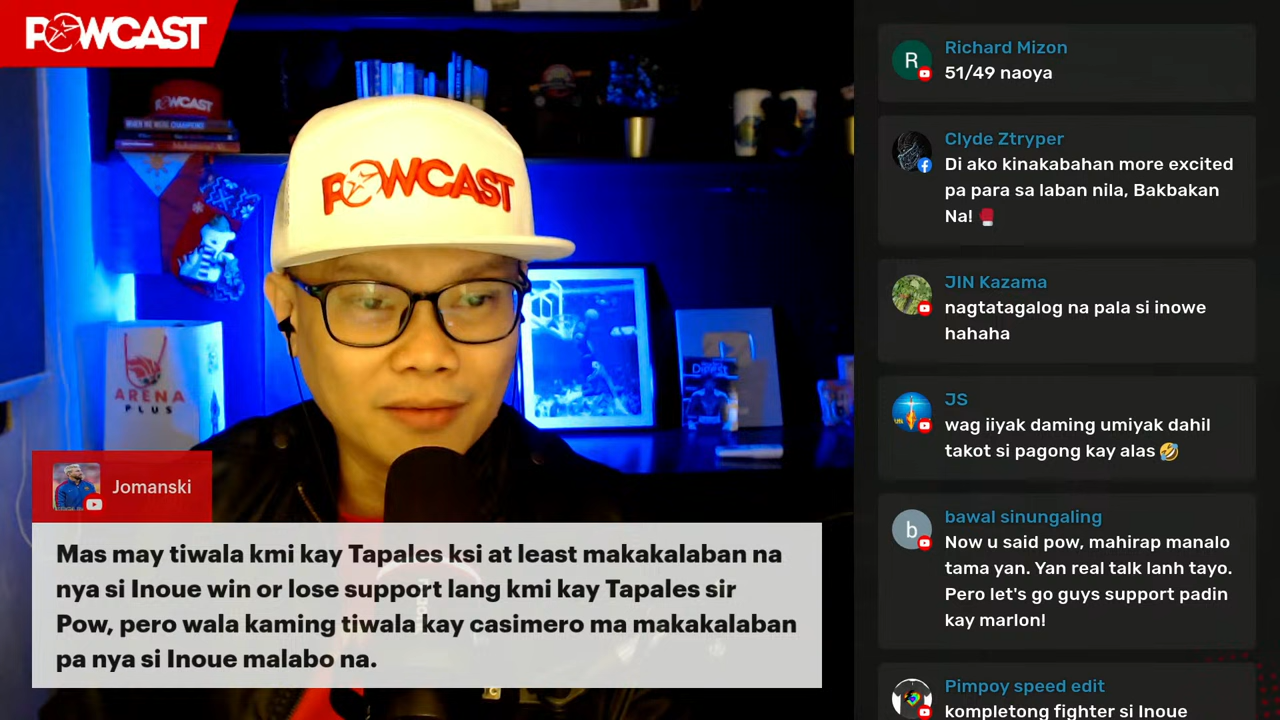 POWCAST
POWCAST
POWCAST
WHEN WE WERE CHAMPIONS
ARENA
PLUS
Digest
Jomanski
Mas may tiwala kmi kay Tapales ksi at least makakalaban na
nya si Inoue win or lose support lang kmi kay Tapales sir
Pow, pero wala kaming tiwala kay casimero ma makakalaban
pa nya si Inoue malabo na.
R
Richard Mizon
51/49 naoya
Clyde Ztryper
Di ako kinakabahan more excited
pa para sa laban nila, Bakbakan
Na! 🥊
JIN Kazama
nagtatagalog na pala si inowe
hahaha
JS
wag iiyak daming umiyak dahil
takot si pagong kay alas 🤣
b
bawal sinungaling
Now u said pow, mahirap manalo
tama yan. Yan real talk lanh tayo.
Pero let's go guys support padin
kay marlon!
Pimpoy speed edit
kompletong fighter si Inoue